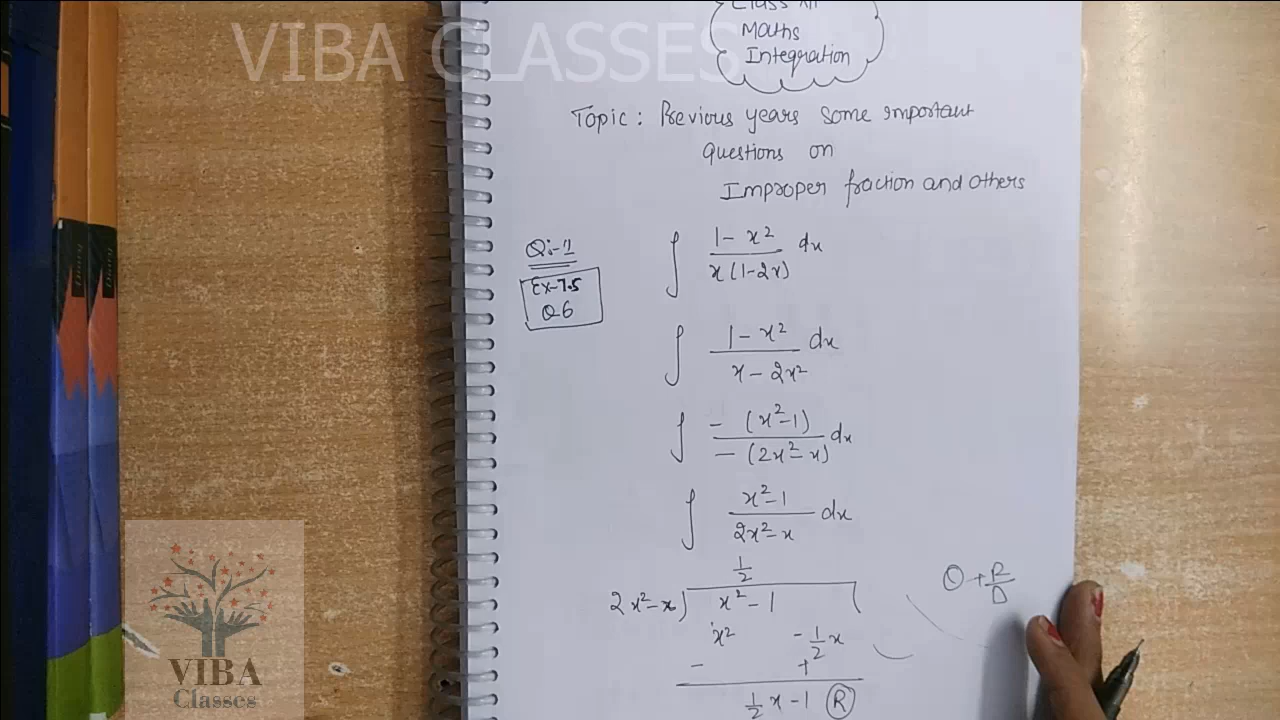 VIBA CLASSES
Class XII
Maths
Integration
Topic : Previous years some important
questions on
Improper fraction and others
Q:-1
Ex-7.5
Q6
∫ (1 - x²)/(x(1-2x)) dx
∫ (1 - x²)/(x - 2x²) dx
∫ (-(x²-1))/(-(2x²-x)) dx
∫ (x²-1)/(2x²-x) dx
1/2
2x²-x) x² - 1
x² - 1/2 x
- +
1/2 x - 1 (R)
Q + R/D
VIBA
Classes